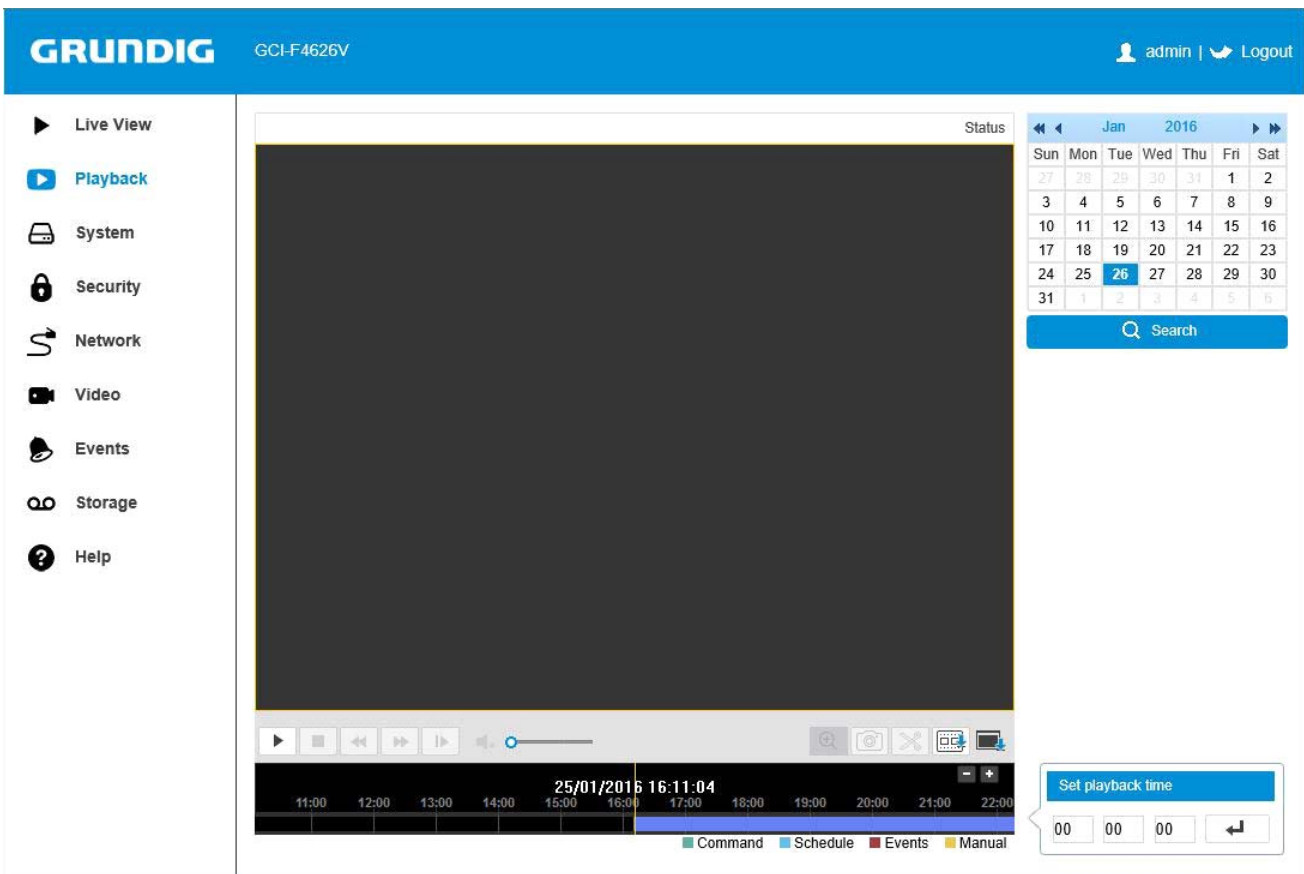 GRUNDIG GCI-F4626V admin | Logout
Live View
Playback
System
Security
Network
Video
Events
Storage
Help
Status
Jan 2016
Sun Mon Tue Wed Thu Fri Sat
27 28 29 30 31 1 2
3 4 5 6 7 8 9
10 11 12 13 14 15 16
17 18 19 20 21 22 23
24 25 26 27 28 29 30
31 1 2 3 4 5 6
Search
25/01/2016 16:11:04
11:00 12:00 13:00 14:00 15:00 16:00 17:00 18:00 19:00 20:00 21:00 22:00
Command Schedule Events Manual
Set playback time
00 00 00